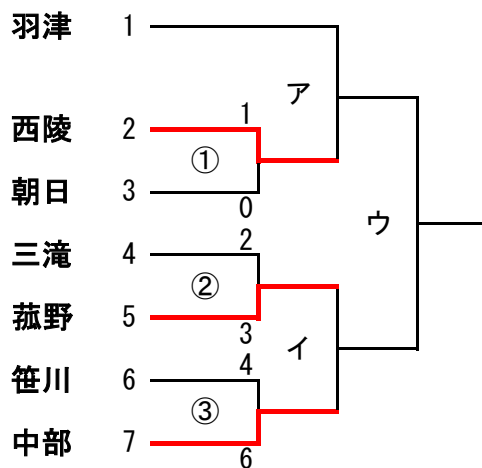 羽津 1
ア
西陵 2 1
①
朝日 3 0
ウ
三滝 4 2
②
菰野 5 3
イ
笹川 6 4
③
中部 7 6